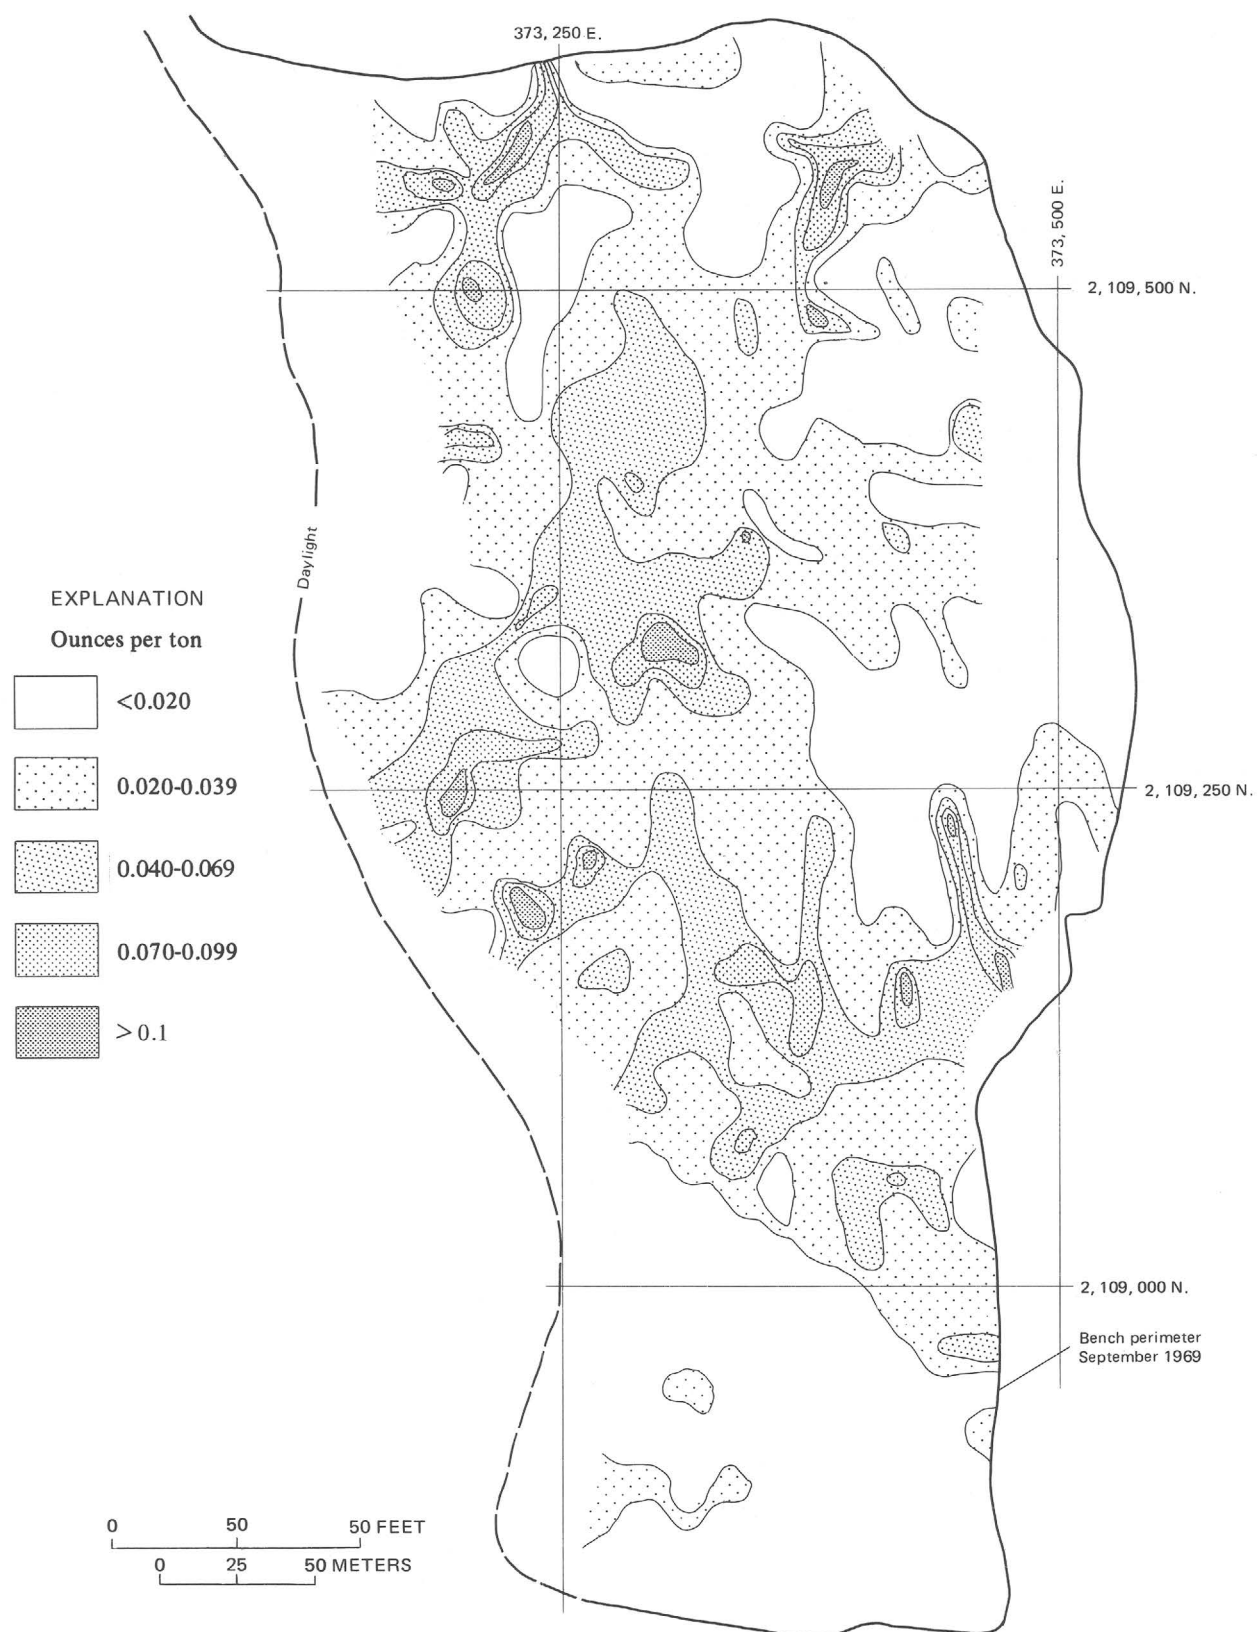 373, 250 E.
373, 500 E.
2, 109, 500 N.
Daylight
EXPLANATION
Ounces per ton
<0.020
0.020-0.039
0.040-0.069
0.070-0.099
> 0.1
2, 109, 250 N.
2, 109, 000 N.
Bench perimeter
September 1969
0 50 50 FEET
0 25 50 METERS